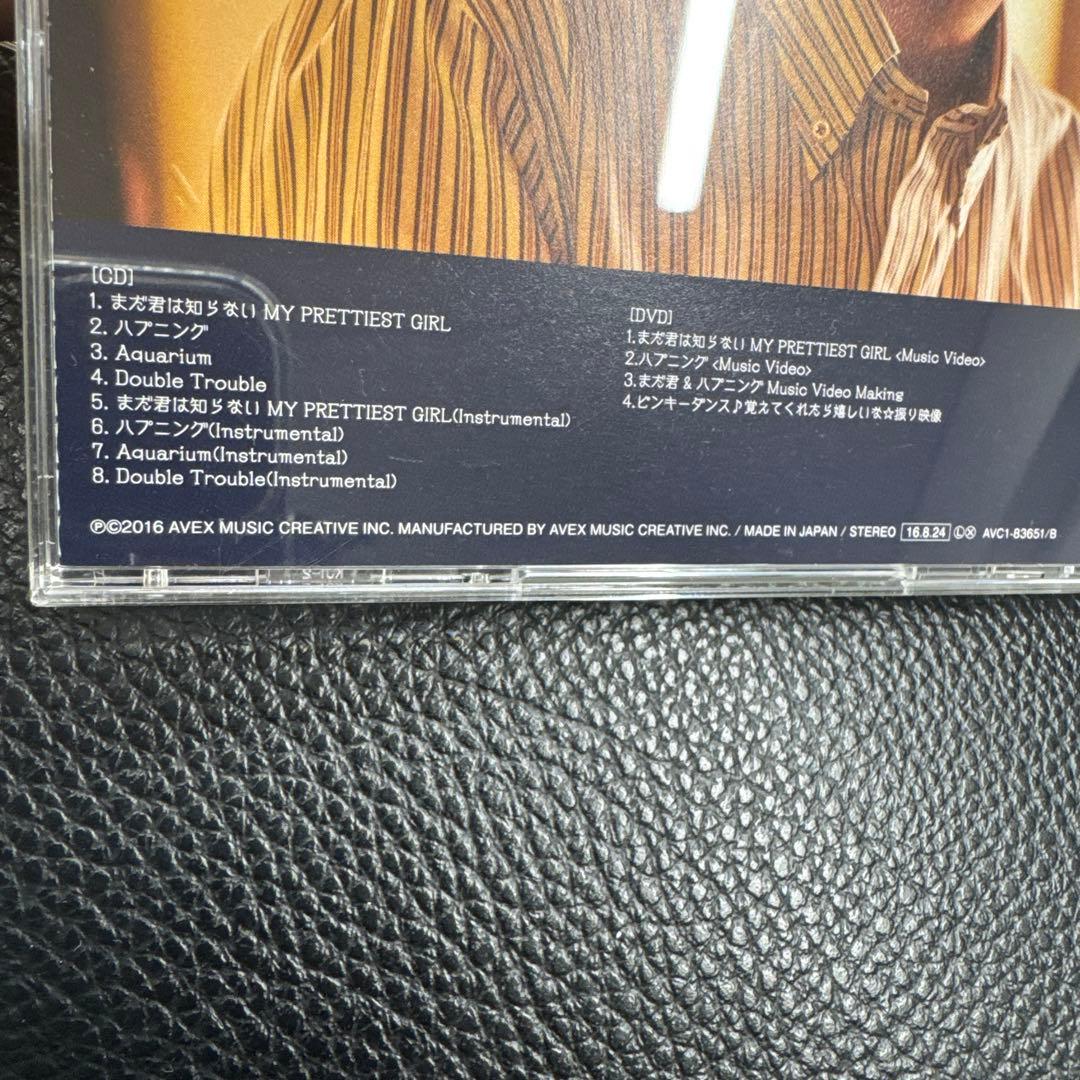 [CD]
1. まだ君は知らない MY PRETTIEST GIRL
2. ハプニング
3. Aquarium
4. Double Trouble
5. まだ君は知らない MY PRETTIEST GIRL(Instrumental)
6. ハプニング(Instrumental)
7. Aquarium(Instrumental)
8. Double Trouble(Instrumental)
[DVD]
1.まだ君は知らない MY PRETTIEST GIRL <Music Video>
2.ハプニング <Music Video>
3.まだ君 & ハプニング Music Video Making
4.ピンキーダンス♪覚えてくれたら嬉しいな☆振り映像
Ⓟ©2016 AVEX MUSIC CREATIVE INC. MANUFACTURED BY AVEX MUSIC CREATIVE INC. / MADE IN JAPAN / STEREO 16.8.24 Ⓛⓧ AVC1-83651/B